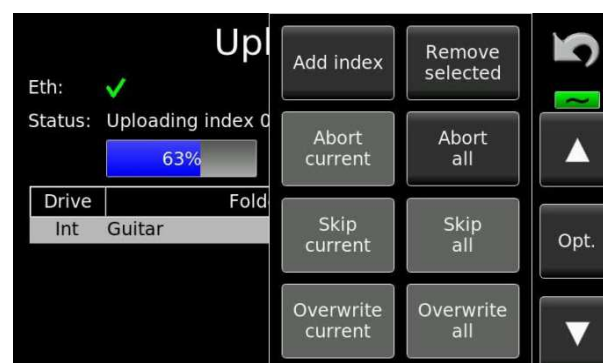 Upl
Eth:
Status: Uploading index 0
63%
Drive Fold
Int Guitar
Add index
Remove
selected
Abort
current
Abort
all
Skip
current
Skip
all
Overwrite
current
Overwrite
all
Opt.